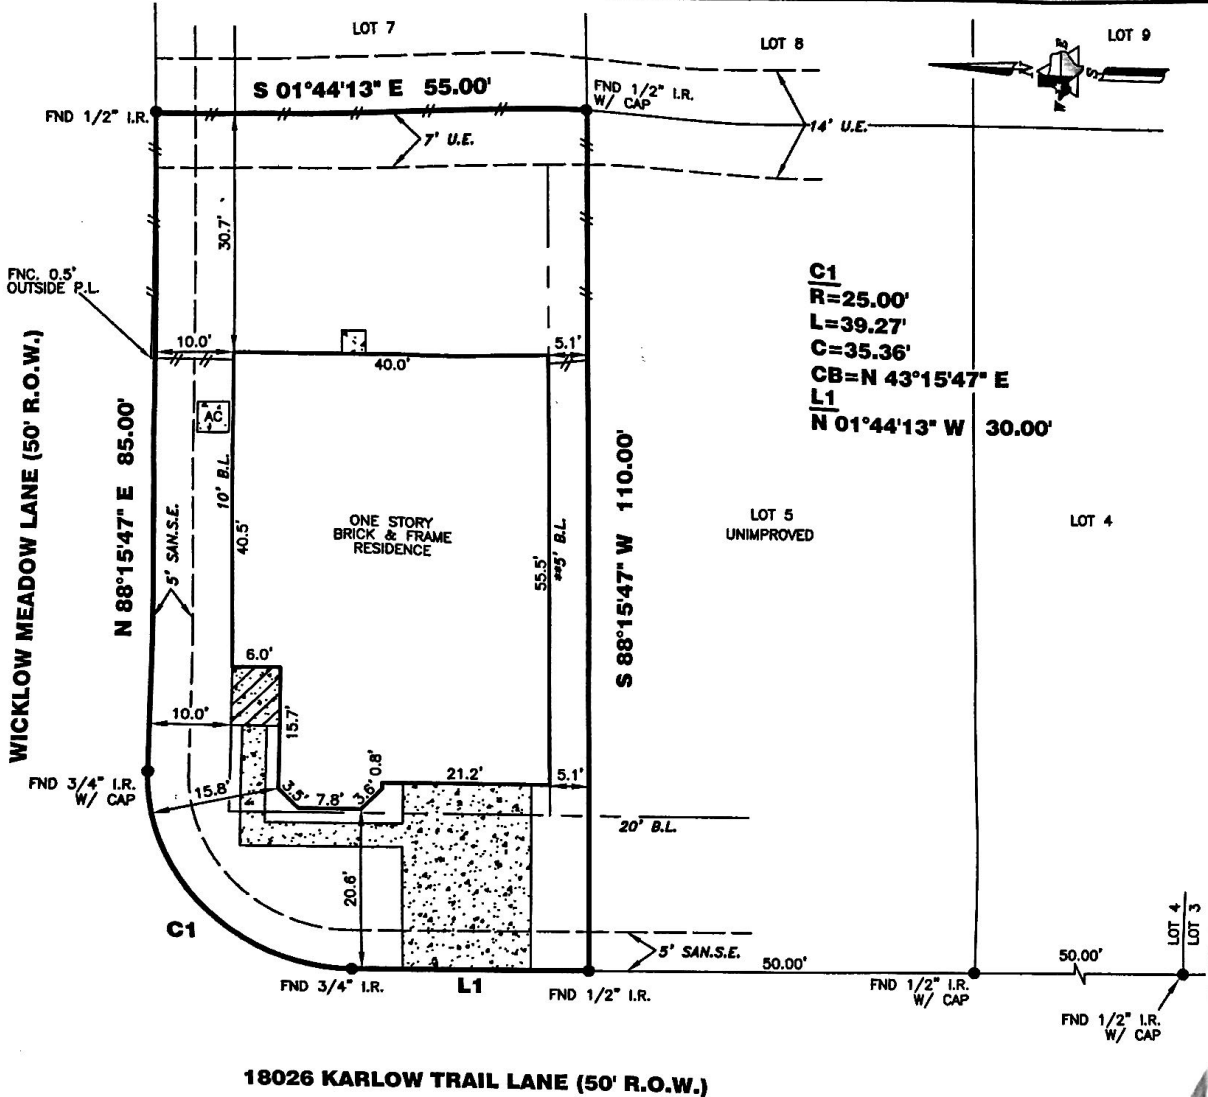 LOT 7
LOT 8
LOT 9
S 01°44'13" E 55.00'
FND 1/2" I.R.
W/ CAP
FND 1/2" I.R.
7' U.E.
14' U.E.
30.7'
FNC. 0.5'
OUTSIDE P.L.
10.0'
40.0'
5.1'
C1
R=25.00'
L=39.27'
C=35.36'
CB=N 43°15'47" E
L1
N 01°44'13" W 30.00'
AC
WICKLOW MEADOW LANE (50' R.O.W.)
N 88°15'47" E 85.00'
5' SAN.S.E.
10' B.L.
40.5'
ONE STORY
BRICK & FRAME
RESIDENCE
55.5'
**5' B.L.
S 88°15'47" W 110.00'
LOT 5
UNIMPROVED
LOT 4
6.0'
10.0'
15.7'
FND 3/4" I.R.
W/ CAP
15.8'
3.5'
7.8'
3.6'
0.8'
21.2'
5.1'
20' B.L.
20.6'
C1
5' SAN.S.E.
50.00'
50.00'
LOT 4
LOT 3
FND 3/4" I.R.
L1
FND 1/2" I.R.
FND 1/2" I.R.
W/ CAP
FND 1/2" I.R.
W/ CAP
18026 KARLOW TRAIL LANE (50' R.O.W.)